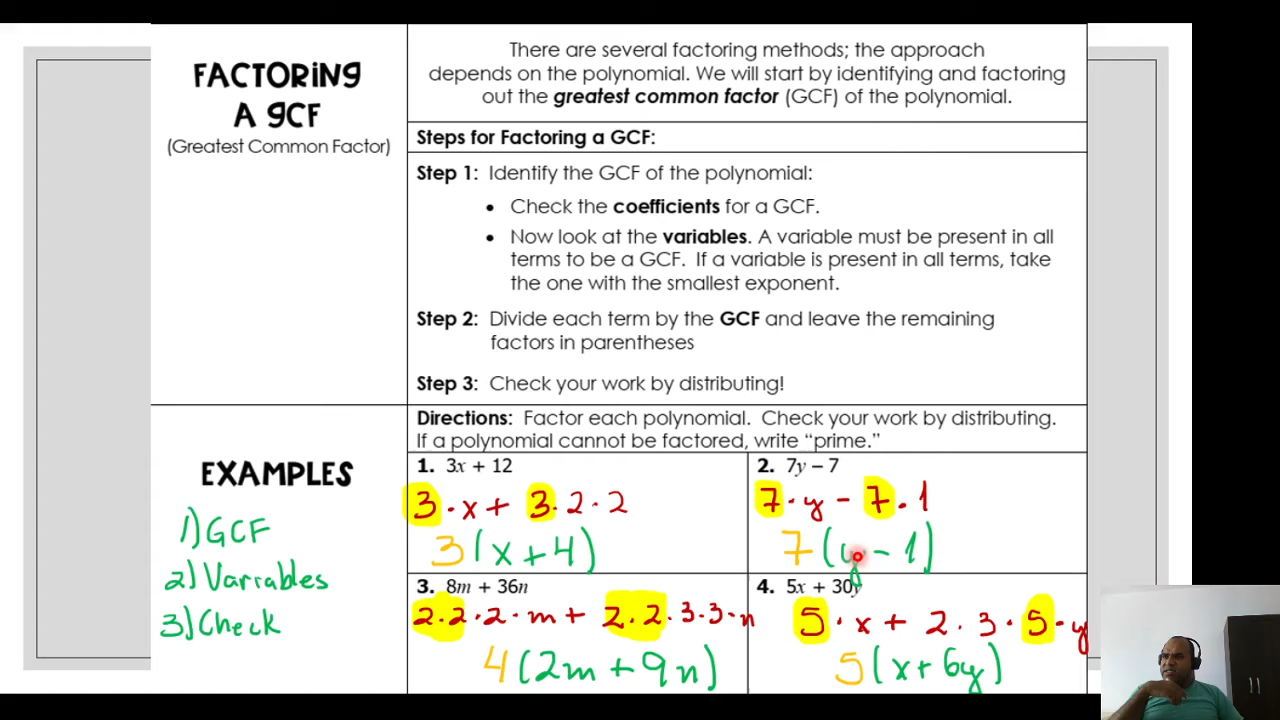 FACTORING
A GCF
(Greatest Common Factor)
There are several factoring methods; the approach
depends on the polynomial. We will start by identifying and factoring
out the greatest common factor (GCF) of the polynomial.
Steps for Factoring a GCF:
Step 1: Identify the GCF of the polynomial:
• Check the coefficients for a GCF.
• Now look at the variables. A variable must be present in all
terms to be a GCF. If a variable is present in all terms, take
the one with the smallest exponent.
Step 2: Divide each term by the GCF and leave the remaining
factors in parentheses
Step 3: Check your work by distributing!
EXAMPLES
1) GCF
2) Varrables
3) Check
Directions: Factor each polynomial. Check your work by distributing.
If a polynomial cannot be factored, write “prime.”
1. 3x + 12
3 · x + 3 · 2 · 2
3 (x + 4)
2. 7y – 7
7 · y – 7 · 1
7 (y – 1)
3. 8m + 36n
2 · 2 · 2 · m + 2 · 2 · 3 · 3 · n
4 (2m + 9n)
4. 5x + 30y
5 · x + 2 · 3 · 5 · y
5 (x + 6y)